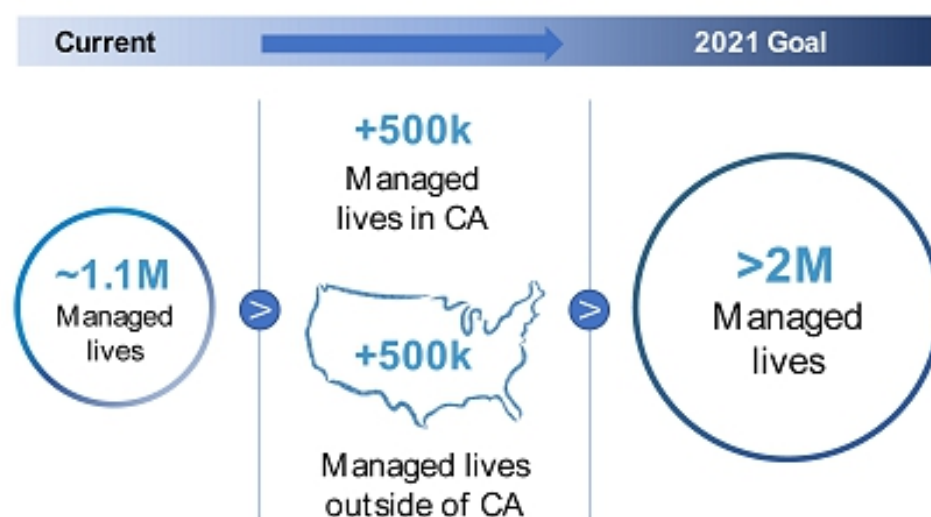 Current
2021 Goal
~1.1M
Managed
lives
>
+500k
Managed
lives in CA
+500k
Managed lives
outside of CA
>
>2M
Managed
lives